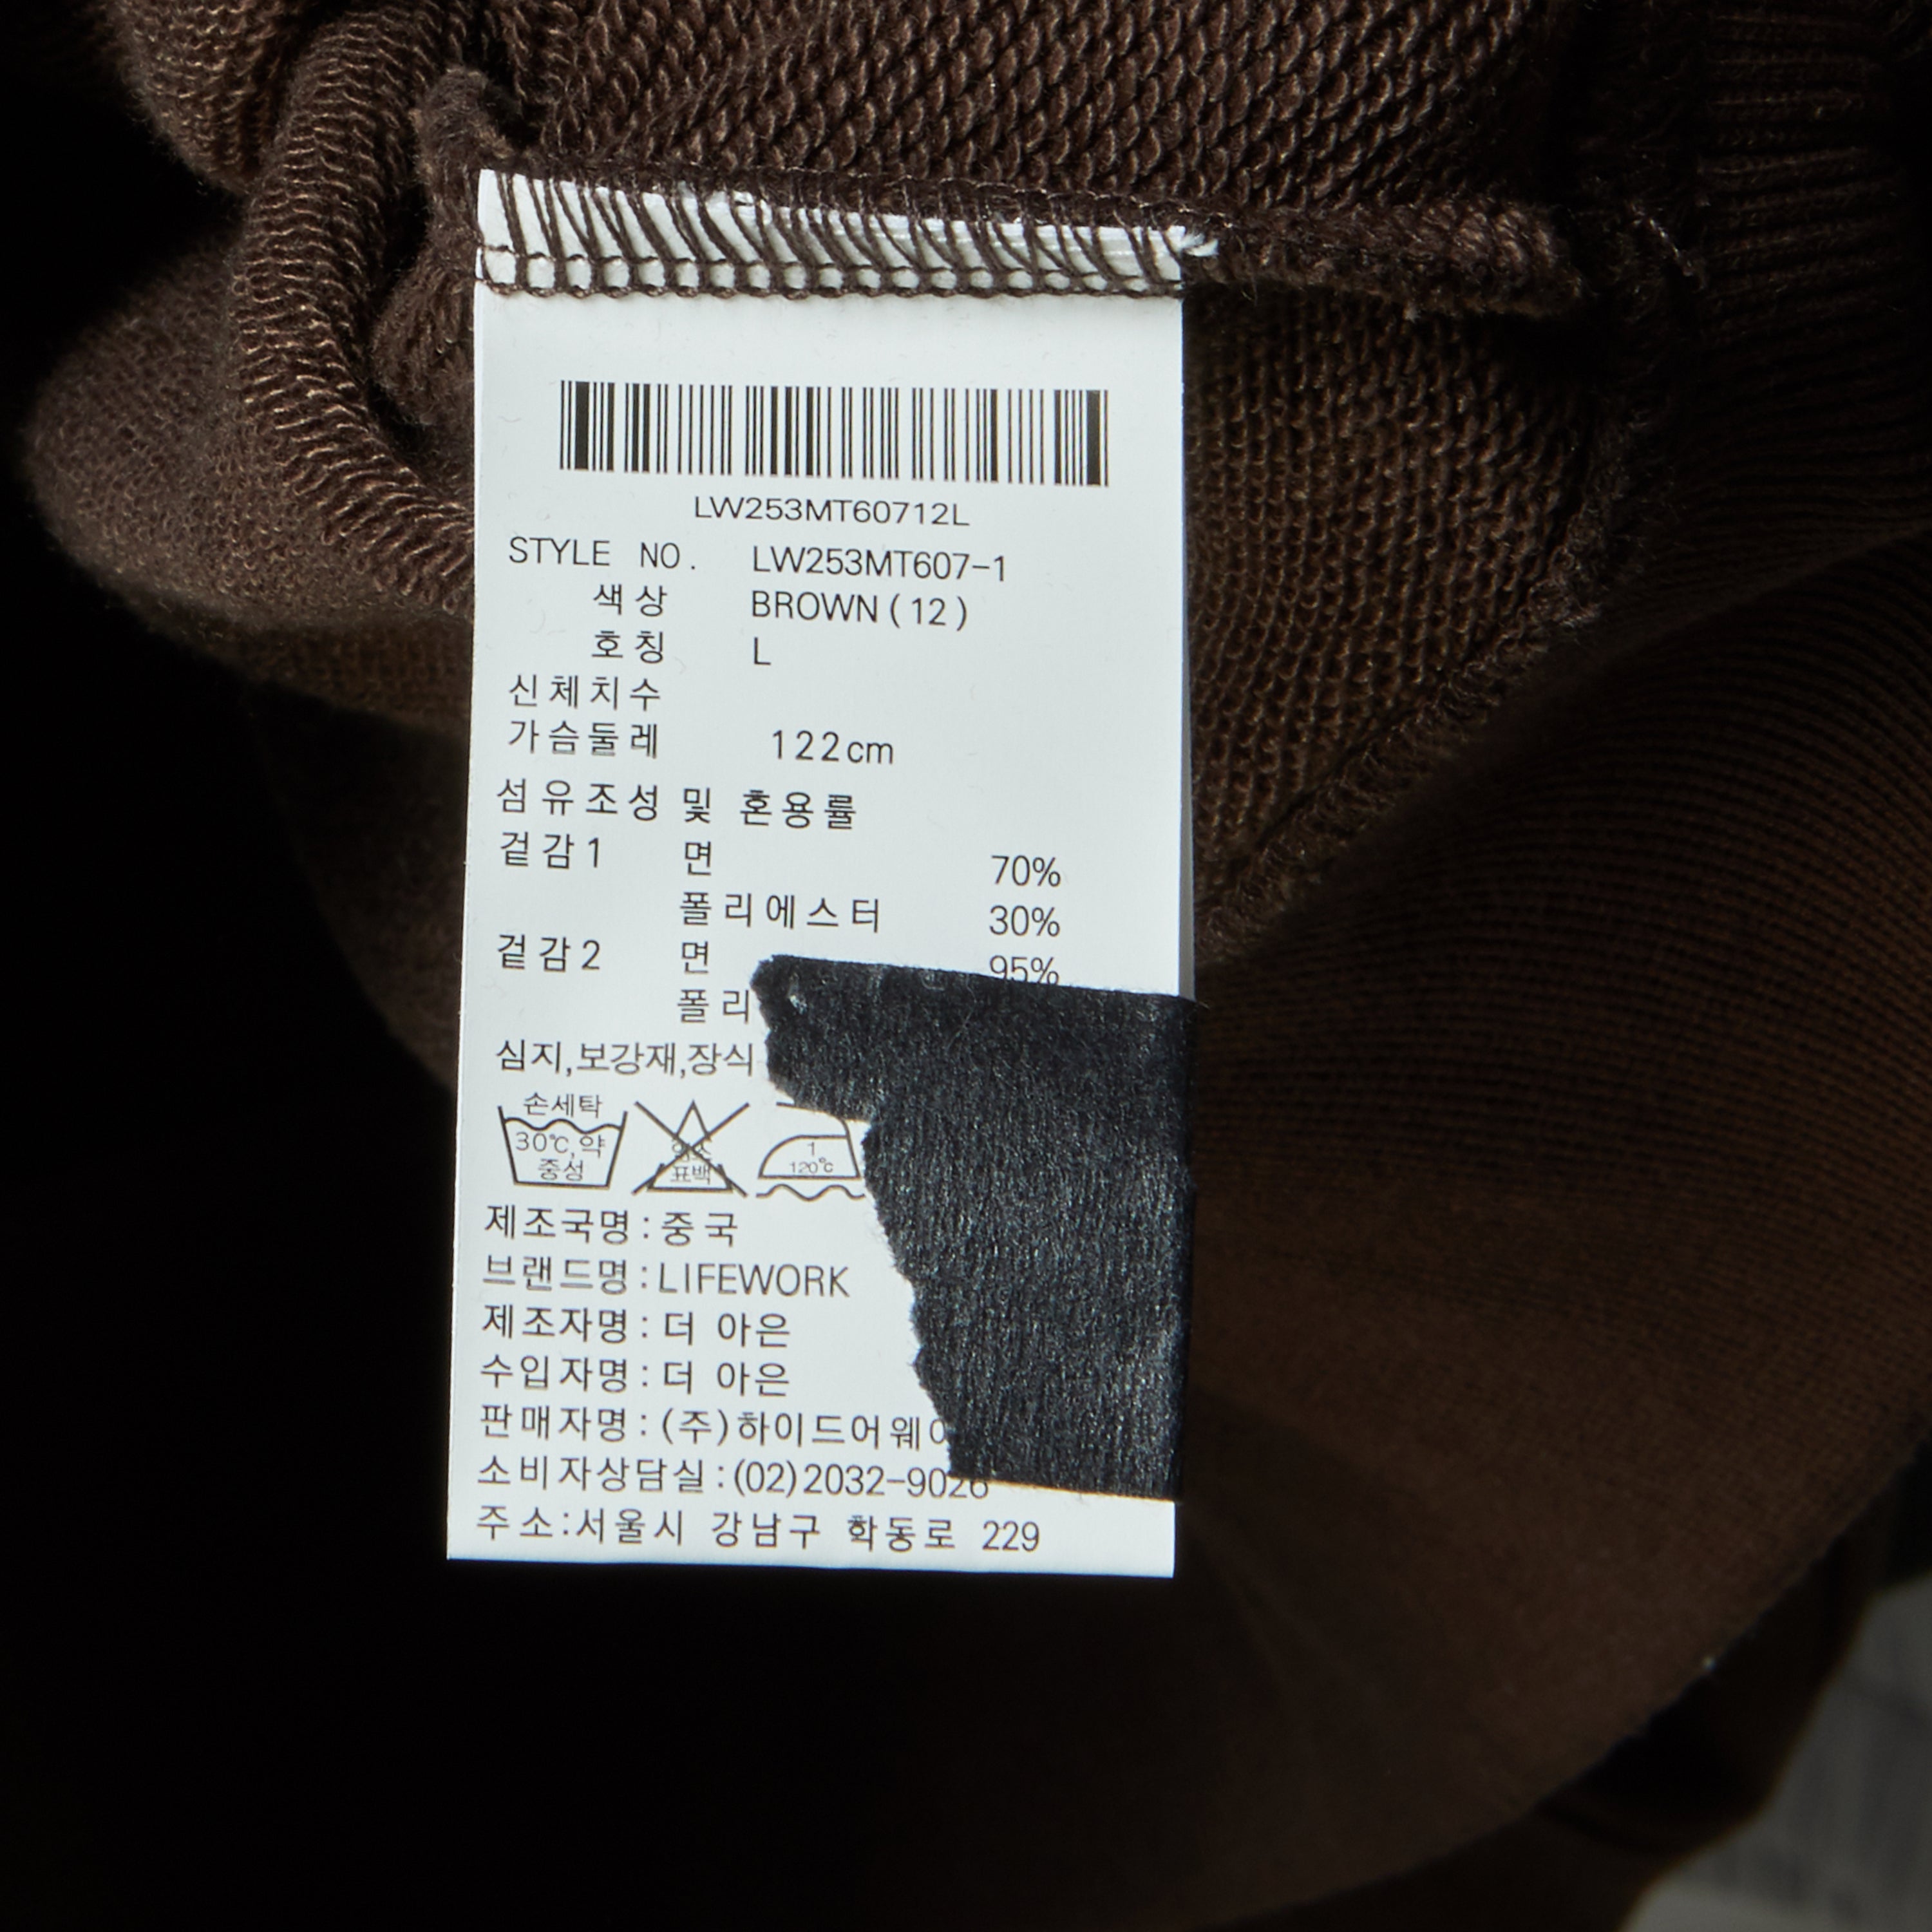 LW253MT60712L
STYLE NO. LW253MT607-1
색상 BROWN(12)
호칭 L
신체치수
가슴둘레 122cm
섬유조성 및 혼용률
겉감1 면 70%
폴리에스터 30%
겉감2 면 95%
폴리
심지,보강재,장식
손세탁
30℃,약
중성
표백
1
120℃
제조국명:중국
브랜드명:LIFEWORK
제조자명:더 아은
수입자명:더 아은
판매자명:(주)하이드어웨이
소비자상담실:(02)2032-9026
주소:서울시 강남구 학동로 229